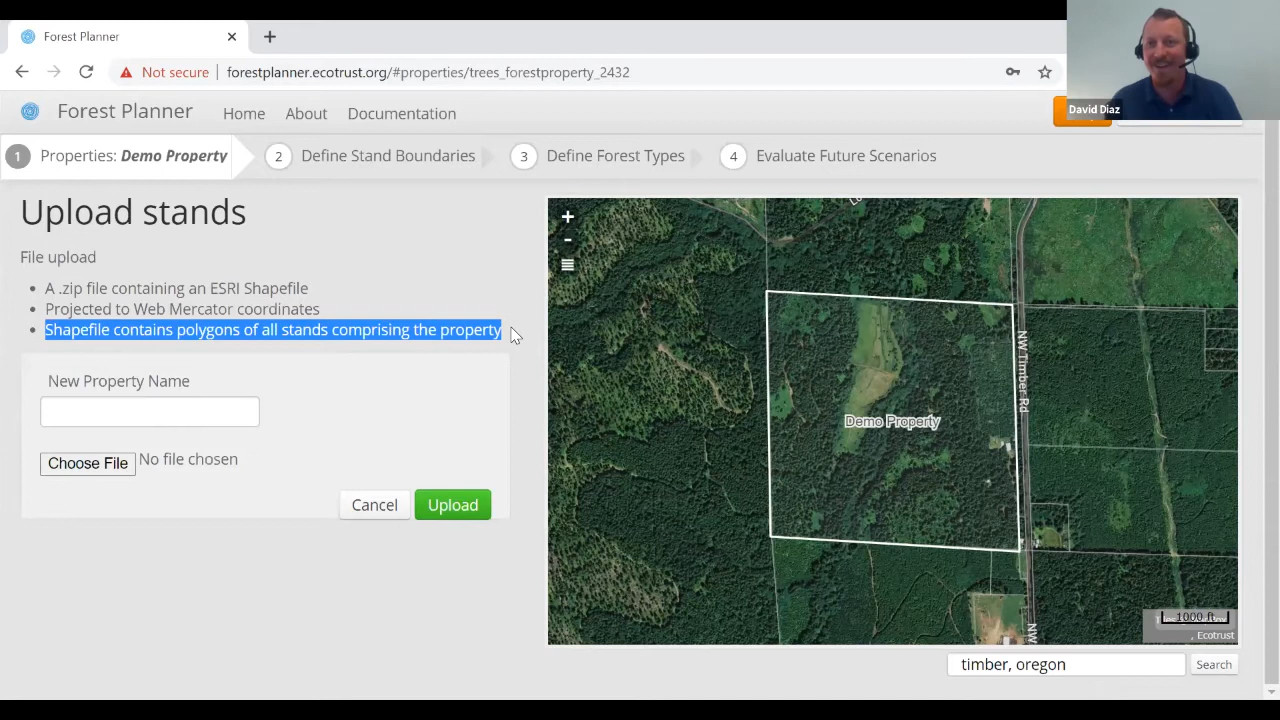 Forest Planner
Not secure
forestplanner.ecotrust.org/#properties/trees_forestproperty_2432
David Diaz
Forest Planner
Home
About
Documentation
1 Properties: Demo Property
2 Define Stand Boundaries
3 Define Forest Types
4 Evaluate Future Scenarios
Upload stands
File upload
A .zip file containing an ESRI Shapefile
Projected to Web Mercator coordinates
Shapefile contains polygons of all stands comprising the property
New Property Name
Choose File No file chosen
Cancel
Upload
+
-
NW Timber Rd
Demo Property
NW
1000 ft
, Ecotrust
timber, oregon
Search